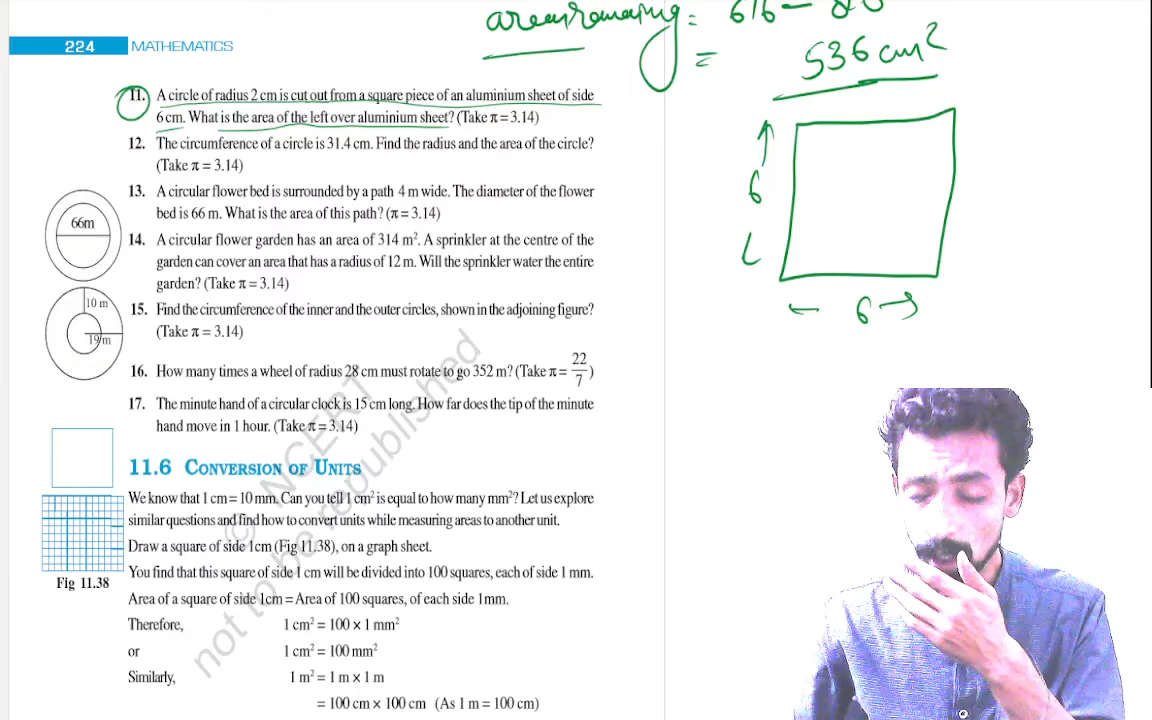 area remaining = 616 - 80
= 536 cm²
224 MATHEMATICS
11. A circle of radius 2 cm is cut out from a square piece of an aluminium sheet of side
6 cm. What is the area of the left over aluminium sheet? (Take π = 3.14)
12. The circumference of a circle is 31.4 cm. Find the radius and the area of the circle?
(Take π = 3.14)
13. A circular flower bed is surrounded by a path 4 m wide. The diameter of the flower
bed is 66 m. What is the area of this path? (π = 3.14)
66m
14. A circular flower garden has an area of 314 m². A sprinkler at the centre of the
garden can cover an area that has a radius of 12 m. Will the sprinkler water the entire
garden? (Take π = 3.14)
15. Find the circumference of the inner and the outer circles, shown in the adjoining figure?
(Take π = 3.14)
10 m
19 m
16. How many times a wheel of radius 28 cm must rotate to go 352 m? (Take π = 22/7)
17. The minute hand of a circular clock is 15 cm long. How far does the tip of the minute
hand move in 1 hour. (Take π = 3.14)
6
6
11.6 CONVERSION OF UNITS
We know that 1 cm = 10 mm. Can you tell 1 cm² is equal to how many mm²? Let us explore
similar questions and find how to convert units while measuring areas to another unit.
Draw a square of side 1cm (Fig 11.38), on a graph sheet.
You find that this square of side 1 cm will be divided into 100 squares, each of side 1 mm.
Fig 11.38
Area of a square of side 1cm = Area of 100 squares, of each side 1mm.
Therefore, 1 cm² = 100 × 1 mm²
or 1 cm² = 100 mm²
Similarly, 1 m² = 1 m × 1 m
= 100 cm × 100 cm (As 1 m = 100 cm)
© NCERT
not to be republished